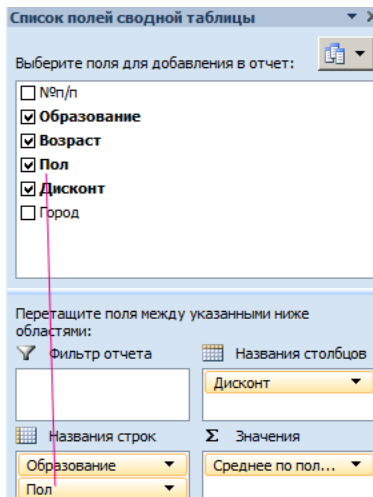 Список полей сводной таблицы
Выберите поля для добавления в отчет:
№п/п
Образование
Возраст
Пол
Дисконт
Город
Перетащите поля между указанными ниже
областями:
Фильтр отчета
Названия столбцов
Дисконт
Названия строк
Σ Значения
Образование
Среднее по пол...
Пол